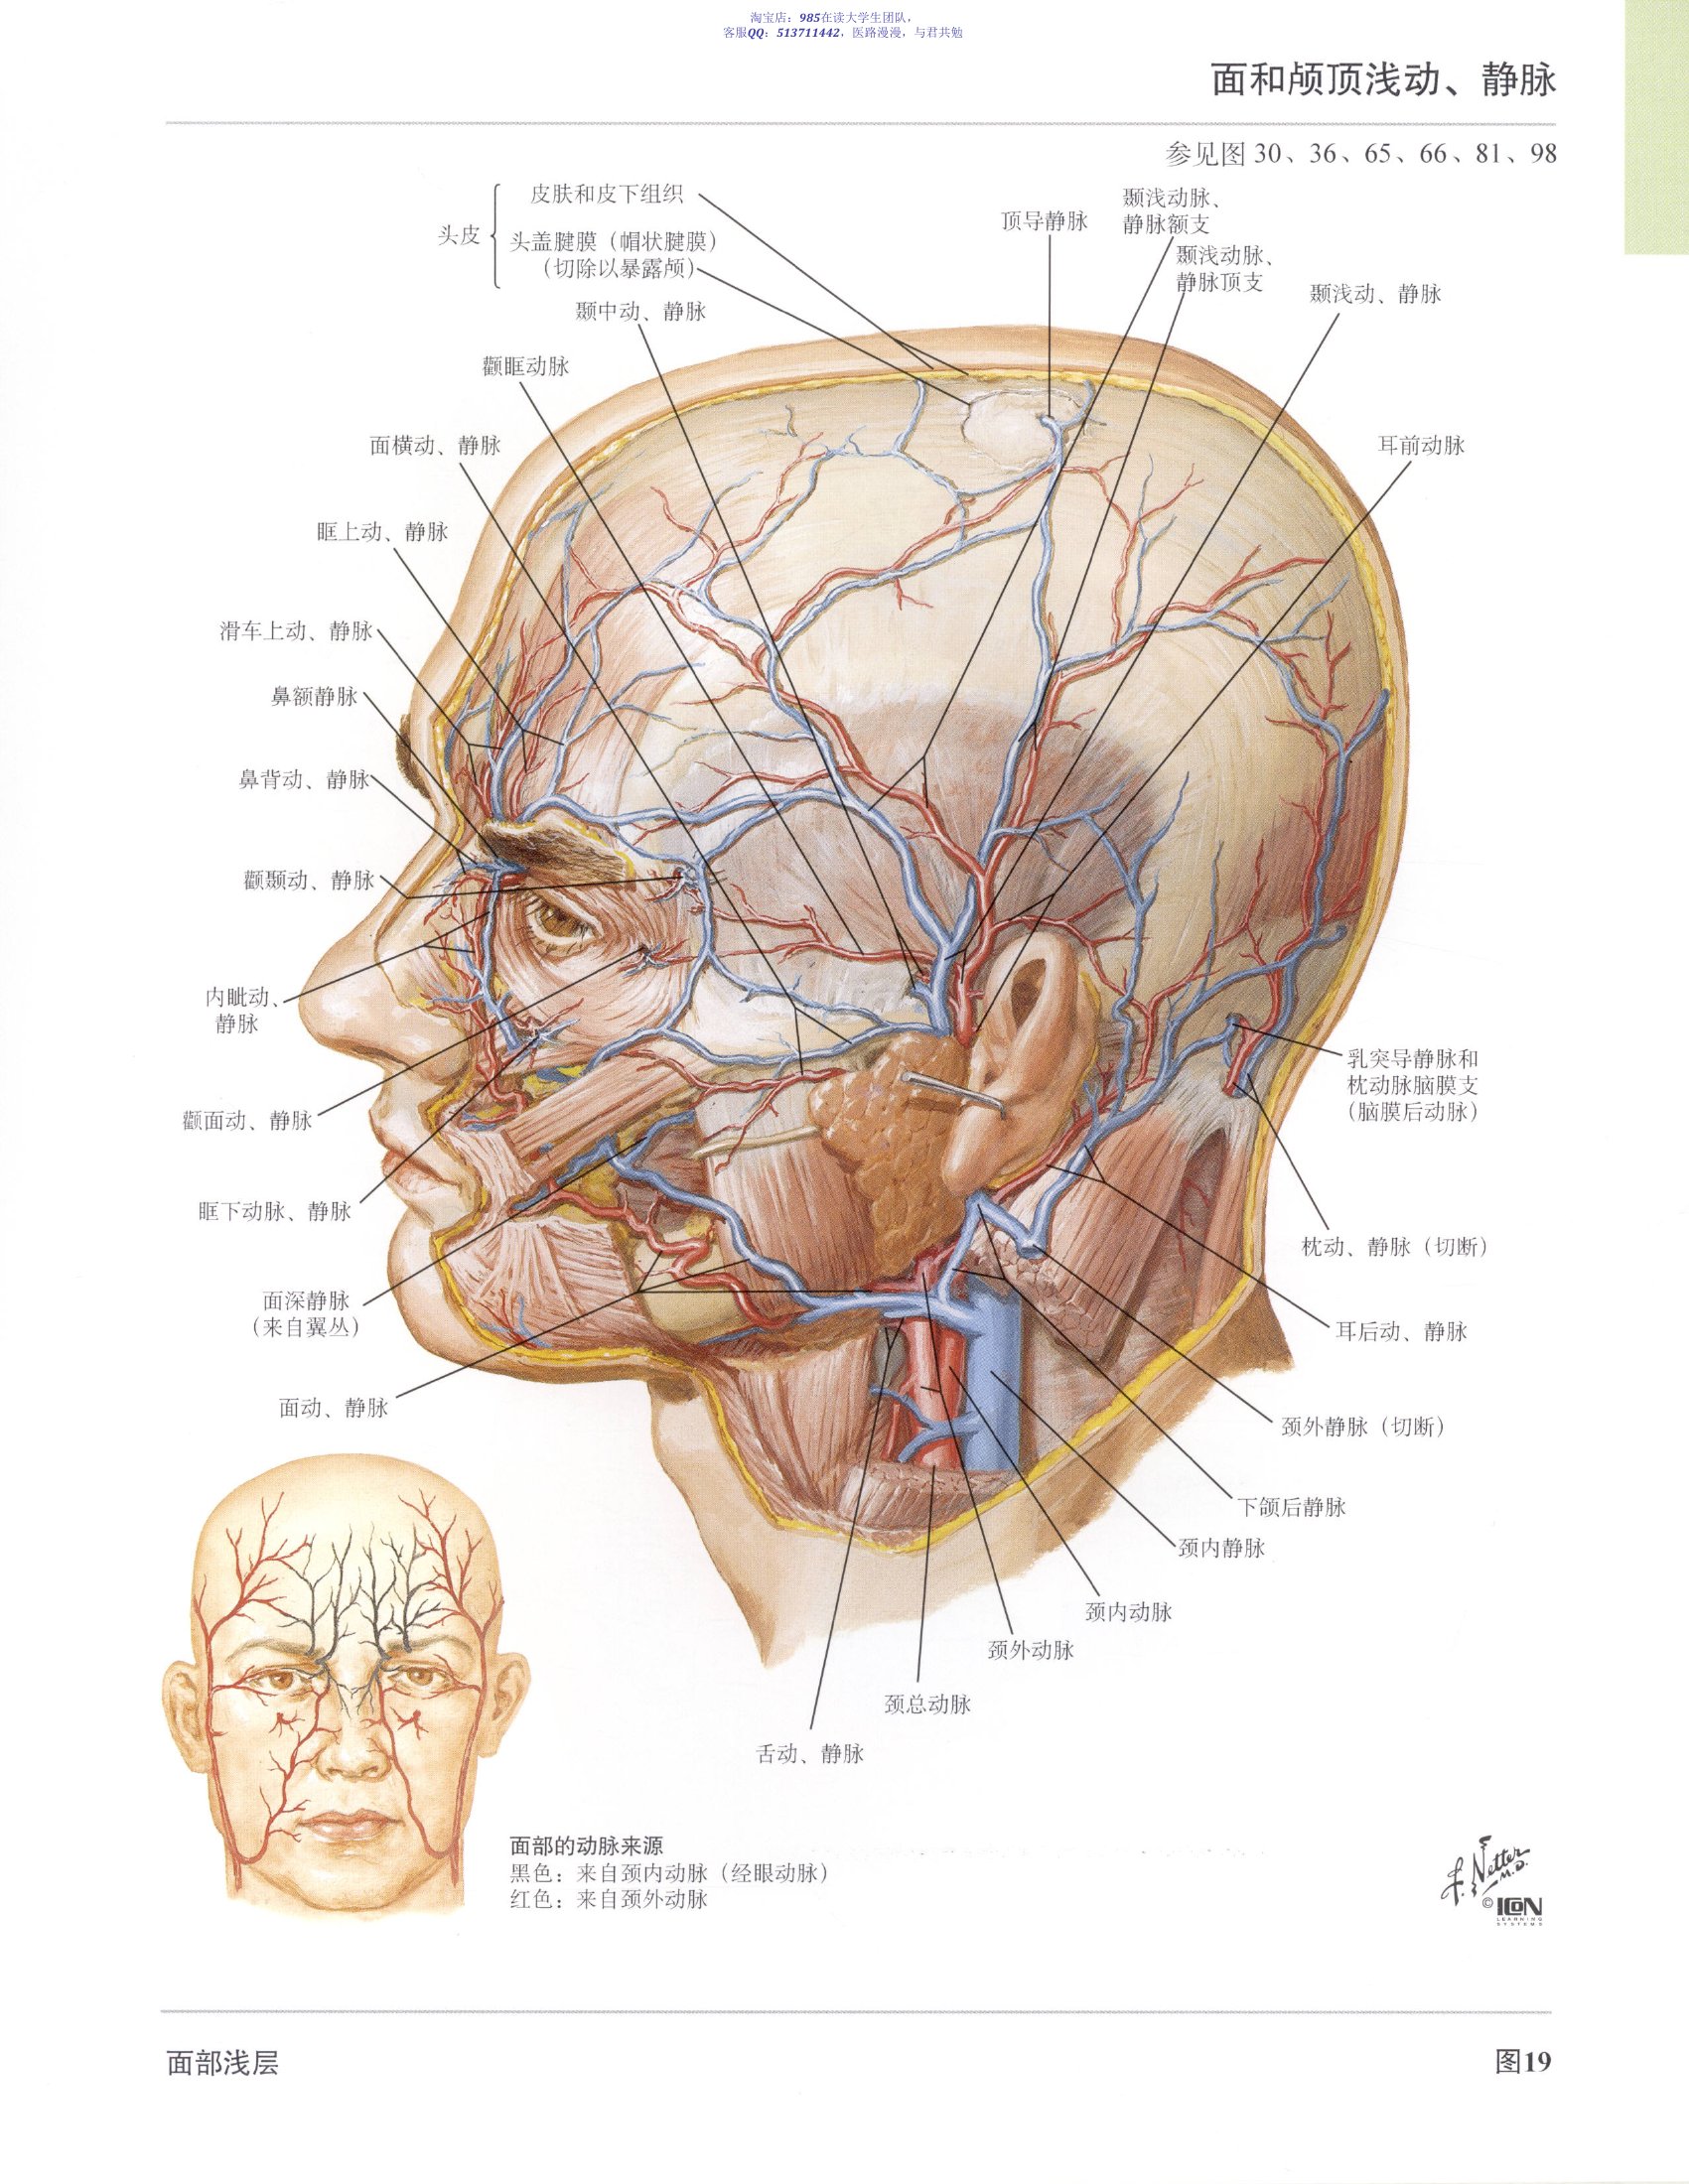 淘宝店：985在读大学生团队，
客服QQ：513711442，医路漫漫，与君共勉
面和颅顶浅动、静脉
参见图 30、36、65、66、81、98
头皮
皮肤和皮下组织
头盖腱膜（帽状腱膜）
（切除以暴露颅）
颞中动、静脉
颧眶动脉
面横动、静脉
眶上动、静脉
滑车上动、静脉
鼻额静脉
鼻背动、静脉
颧颞动、静脉
内眦动、
静脉
颧面动、静脉
眶下动脉、静脉
面深静脉
（来自翼丛）
面动、静脉
顶导静脉
颞浅动脉、
静脉额支
颞浅动脉、
静脉顶支
颞浅动、静脉
耳前动脉
乳突导静脉和
枕动脉脑膜支
（脑膜后动脉）
枕动、静脉（切断）
耳后动、静脉
颈外静脉（切断）
下颌后静脉
颈内静脉
颈内动脉
颈外动脉
颈总动脉
舌动、静脉
面部的动脉来源
黑色：来自颈内动脉（经眼动脉）
红色：来自颈外动脉
F. Netter
M.D.
© ICON
LEARNING
SYSTEMS
面部浅层
图19